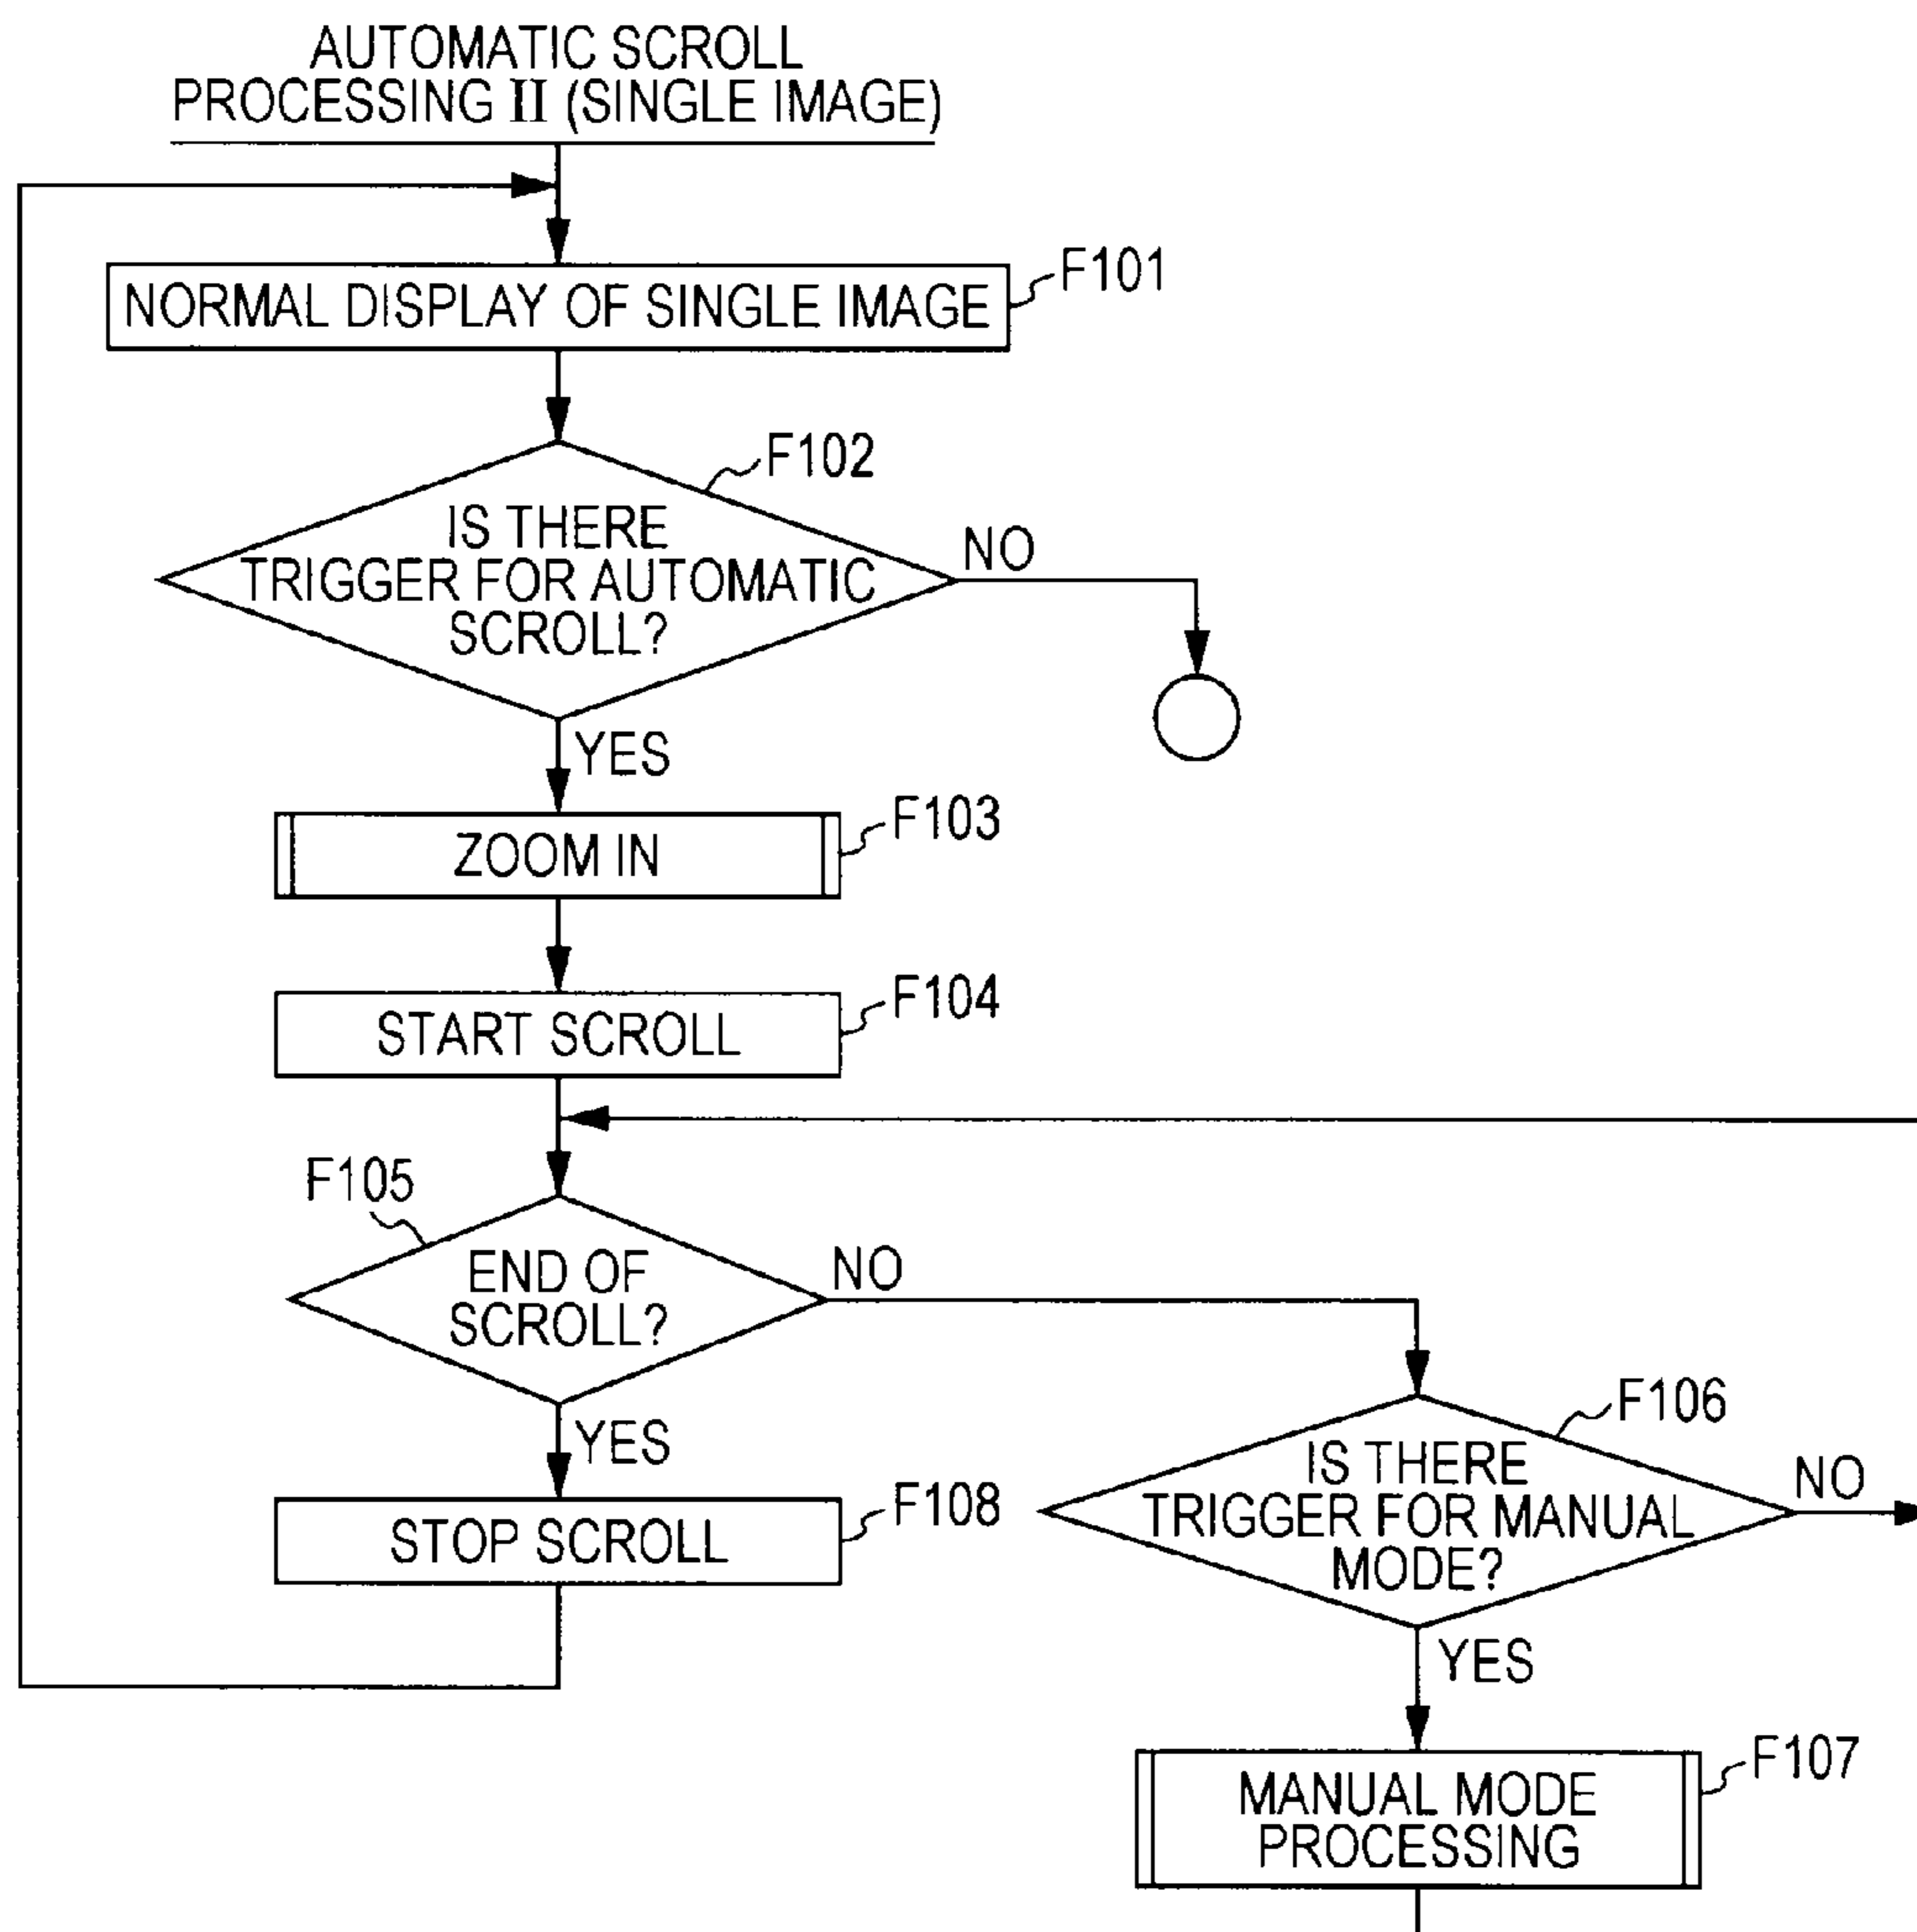 AUTOMATIC SCROLL
PROCESSING II (SINGLE IMAGE)
NORMAL DISPLAY OF SINGLE IMAGE
F101
F102
IS THERE
TRIGGER FOR AUTOMATIC
SCROLL?
NO
YES
ZOOM IN
F103
START SCROLL
F104
F105
END OF
SCROLL?
NO
YES
F106
IS THERE
TRIGGER FOR MANUAL
MODE?
NO
YES
STOP SCROLL
F108
MANUAL MODE
PROCESSING
F107